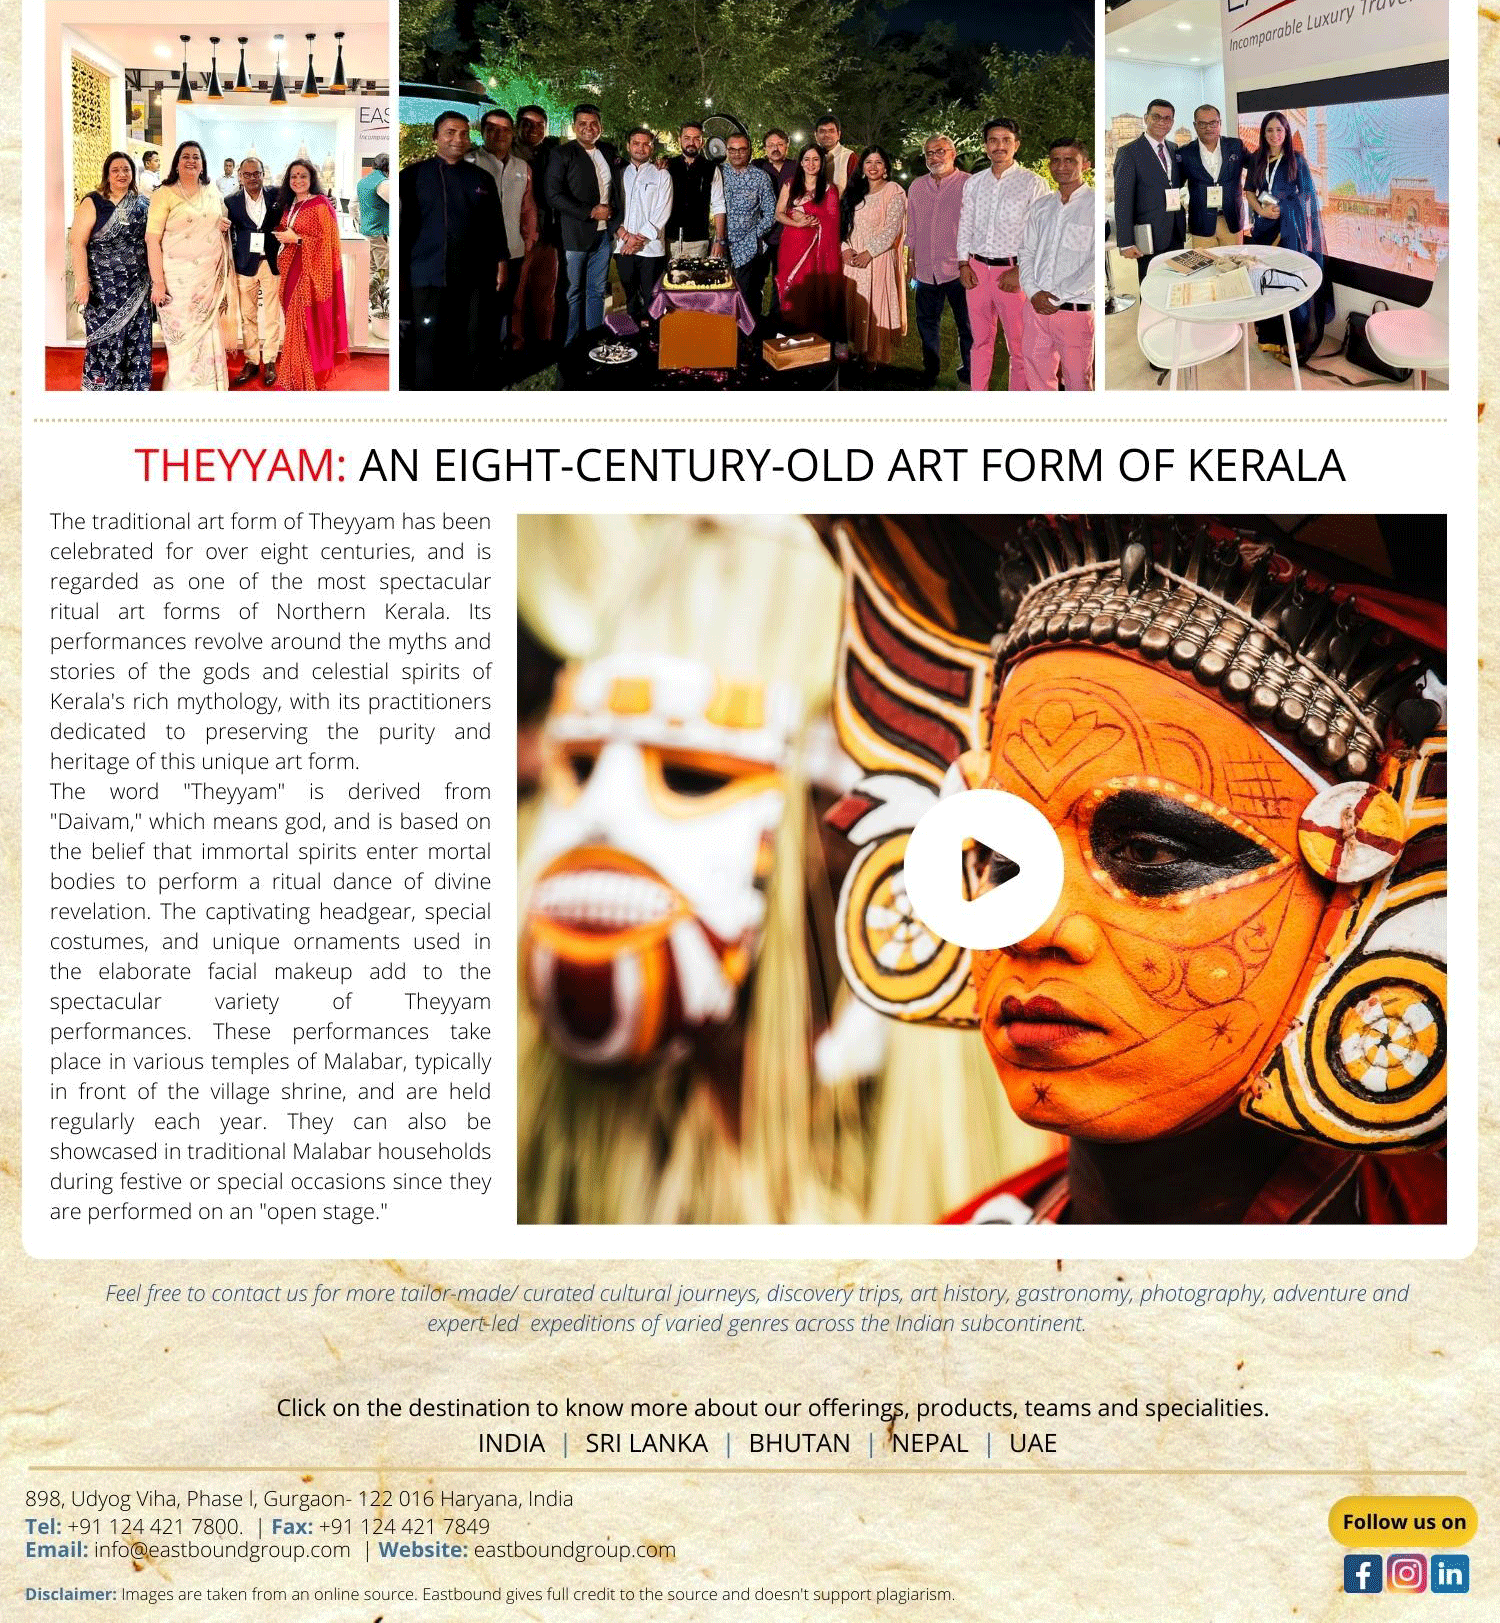 EAS
Incompara
Incomparable Luxury Trave
THEYYAM: AN EIGHT-CENTURY-OLD ART FORM OF KERALA
The traditional art form of Theyyam has been
celebrated for over eight centuries, and is
regarded as one of the most spectacular
ritual art forms of Northern Kerala. Its
performances revolve around the myths and
stories of the gods and celestial spirits of
Kerala's rich mythology, with its practitioners
dedicated to preserving the purity and
heritage of this unique art form.
The word "Theyyam" is derived from
"Daivam," which means god, and is based on
the belief that immortal spirits enter mortal
bodies to perform a ritual dance of divine
revelation. The captivating headgear, special
costumes, and unique ornaments used in
the elaborate facial makeup add to the
spectacular variety of Theyyam
performances. These performances take
place in various temples of Malabar, typically
in front of the village shrine, and are held
regularly each year. They can also be
showcased in traditional Malabar households
during festive or special occasions since they
are performed on an "open stage."
Feel free to contact us for more tailor-made/ curated cultural journeys, discovery trips, art history, gastronomy, photography, adventure and
expert-led expeditions of varied genres across the Indian subcontinent.
Click on the destination to know more about our offerings, products, teams and specialities.
INDIA | SRI LANKA | BHUTAN | NEPAL | UAE
898, Udyog Viha, Phase l, Gurgaon- 122 016 Haryana, India
Tel: +91 124 421 7800. | Fax: +91 124 421 7849
Email: info@eastboundgroup.com | Website: eastboundgroup.com
Follow us on
Disclaimer: Images are taken from an online source. Eastbound gives full credit to the source and doesn't support plagiarism.